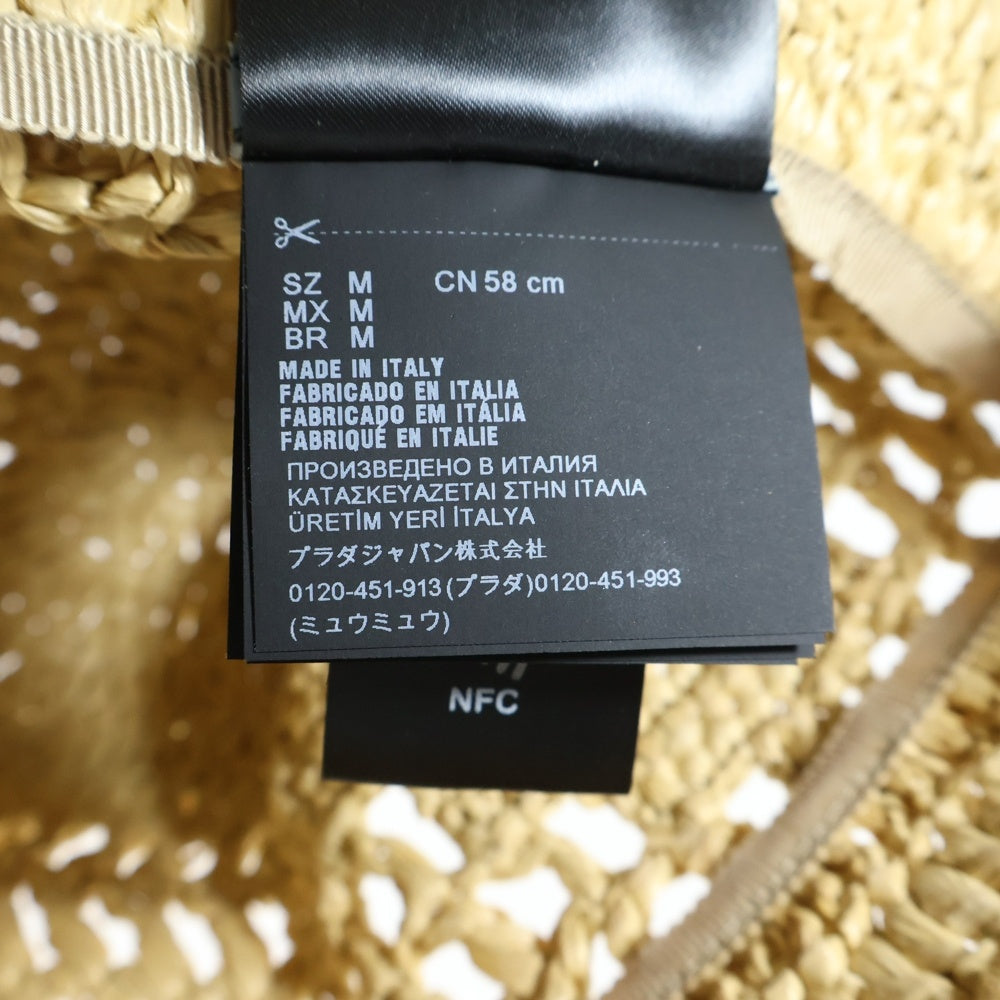 SZ M CN 58 cm
MX M
BR M
MADE IN ITALY
FABRICADO EN ITALIA
FABRICADO EM ITÁLIA
FABRIQUÉ EN ITALIE
ПРОИЗВЕДЕНО В ИТАЛИЯ
ΚΑΤΑΣΚΕΥΑΖΕΤΑΙ ΣΤΗΝ ΙΤΑΛΙΑ
ÜRETİM YERİ İTALYA
プラダジャパン株式会社
0120-451-913(プラダ)0120-451-993
(ミュウミュウ)
NFC